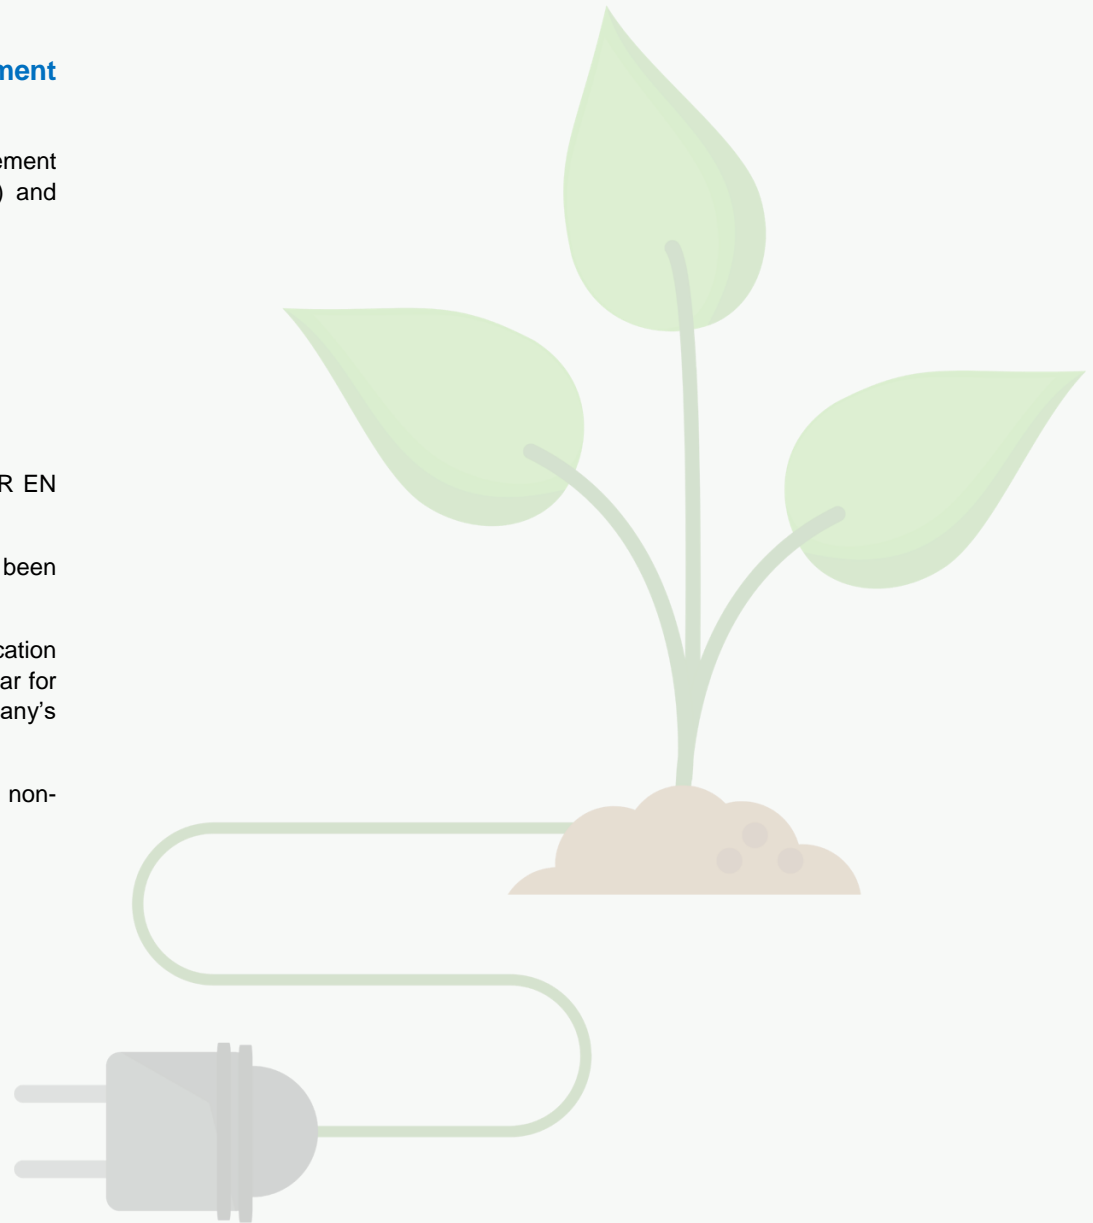 ment
ement
) and
R EN
been
cation
ar for
any's
non-